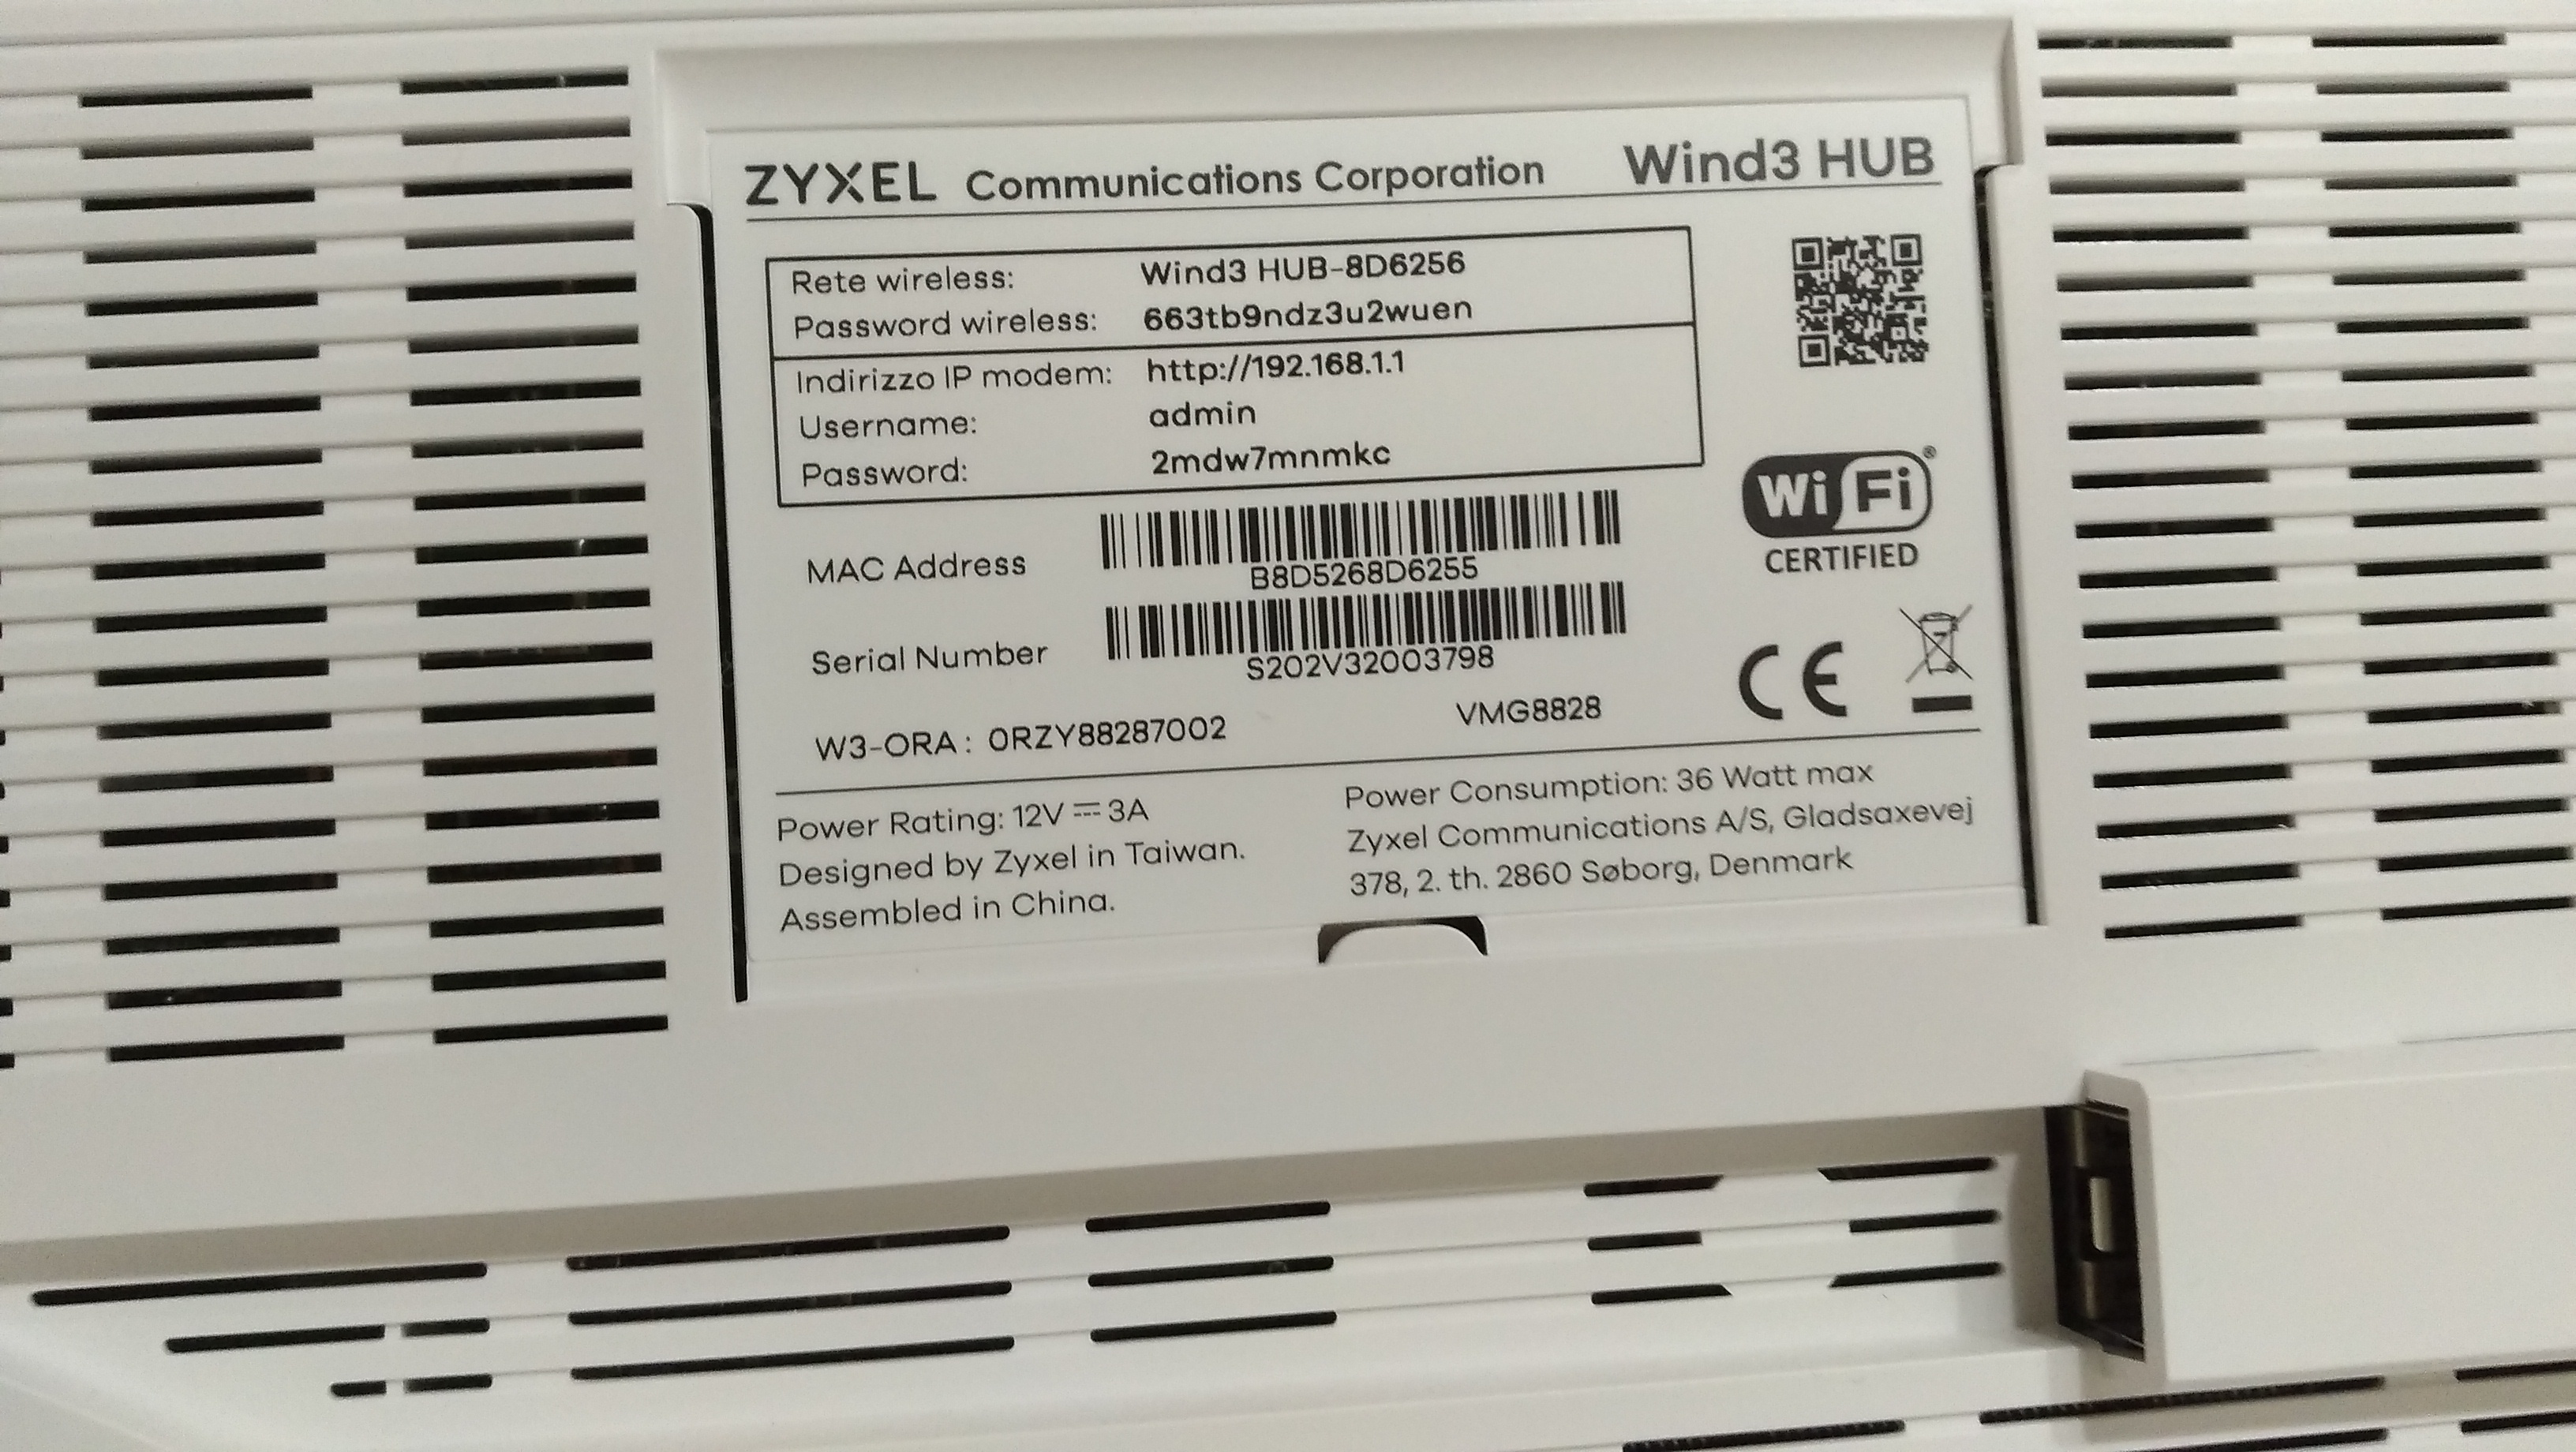 ZYXEL Communications Corporation Wind3 HUB
Rete wireless: Wind3 HUB-8D6256
Password wireless: 663tb9ndz3u2wuen
Indirizzo IP modem: http://192.168.1.1
Username: admin
Password: 2mdw7mnmkc
WiFi®
CERTIFIED
MAC Address
B8D5268D6255
Serial Number
S202V32003798
CE
W3-ORA: 0RZY88287002 VMG8828
Power Rating: 12V ⎓ 3A
Designed by Zyxel in Taiwan.
Assembled in China.
Power Consumption: 36 Watt max
Zyxel Communications A/S, Gladsaxevej
378, 2. th. 2860 Søborg, Denmark